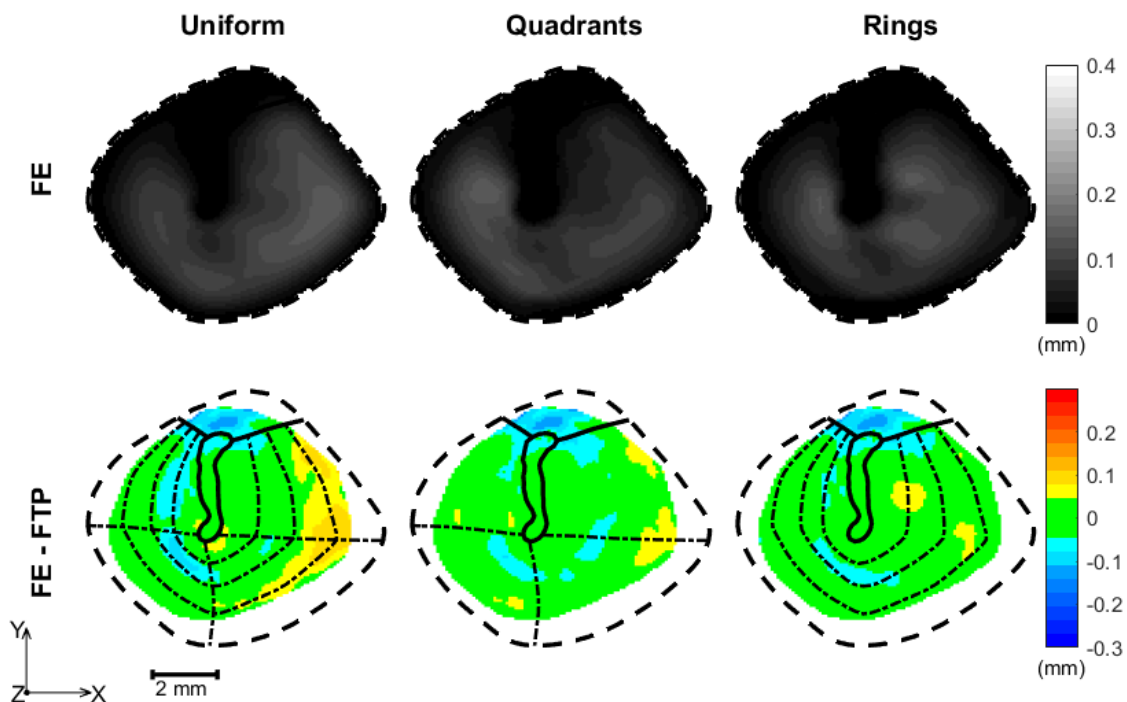 Uniform Quadrants Rings
FE
0.4
0.3
0.2
0.1
0
(mm)
FE - FTP
0.2
0.1
0
-0.1
-0.2
-0.3
(mm)
Y
Z X
2 mm